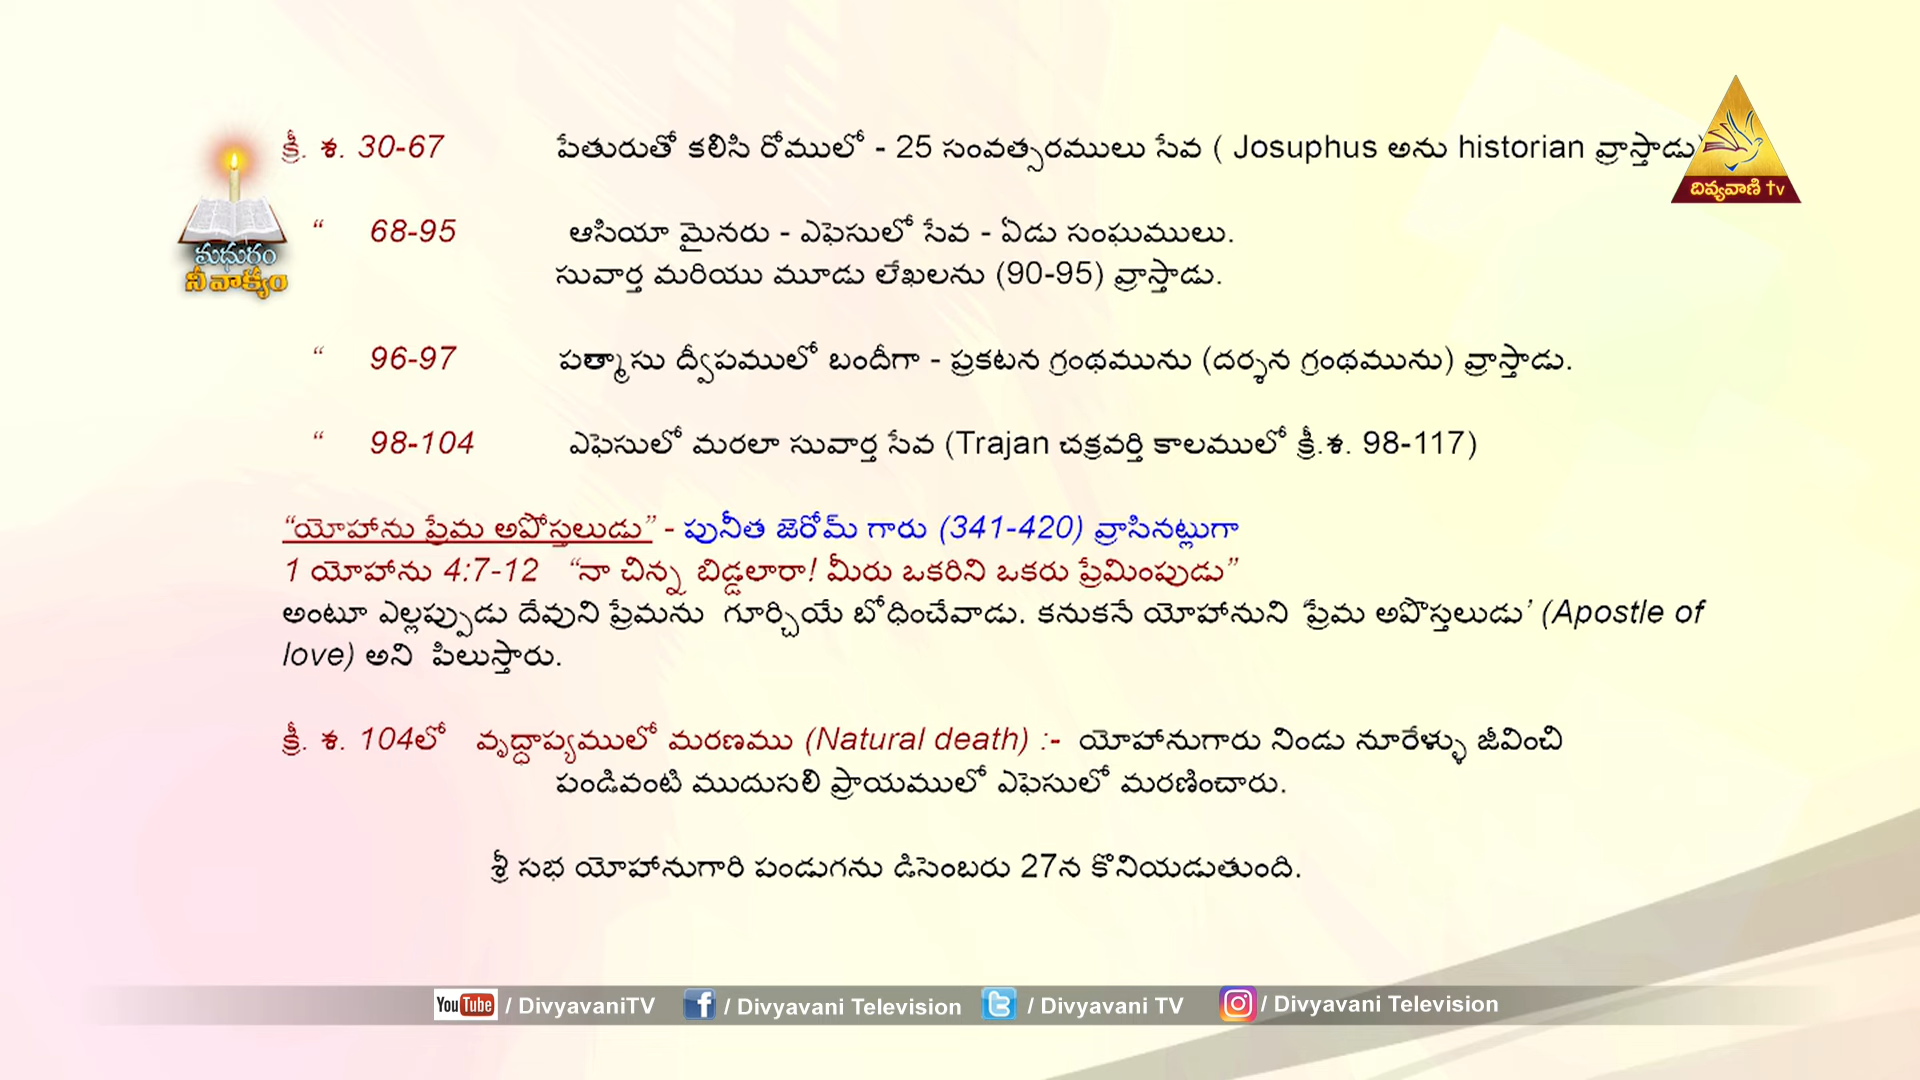 క్రీ. శ. 30-67 పేతురుతో కలిసి రోములో - 25 సంవత్సరములు సేవ ( Josuphus అను historian వ్రాస్తాడు)
దివ్యవాణి tv
“ 68-95 ఆసియా మైనరు - ఎఫెసులో సేవ - ఏడు సంఘములు.
మధురం
నీ వాక్యం
సువార్త మరియు మూడు లేఖలను (90-95) వ్రాస్తాడు.
“ 96-97 పత్మాసు ద్వీపములో బందీగా - ప్రకటన గ్రంథమును (దర్శన గ్రంథమును) వ్రాస్తాడు.
“ 98-104 ఎఫెసులో మరలా సువార్త సేవ (Trajan చక్రవర్తి కాలములో క్రీ.శ. 98-117)
“యోహాను ప్రేమ అపోస్తలుడు” - పునీత జెరోమ్ గారు (341-420) వ్రాసినట్లుగా
1 యోహాను 4:7-12 “నా చిన్న బిడ్డలారా! మీరు ఒకరిని ఒకరు ప్రేమింపుడు”
అంటూ ఎల్లప్పుడు దేవుని ప్రేమను గూర్చియే బోధించేవాడు. కనుకనే యోహానుని ‘ప్రేమ అపొస్తలుడు’ (Apostle of
love) అని పిలుస్తారు.
క్రీ. శ. 104లో వృద్ధాప్యములో మరణము (Natural death) :- యోహానుగారు నిండు నూరేళ్ళు జీవించి
పండివంటి ముదుసలి ప్రాయములో ఎఫెసులో మరణించారు.
శ్రీ సభ యోహానుగారి పండుగను డిసెంబరు 27న కొనియడుతుంది.
YouTube / DivyavaniTV f / Divyavani Television / Divyavani TV / Divyavani Television